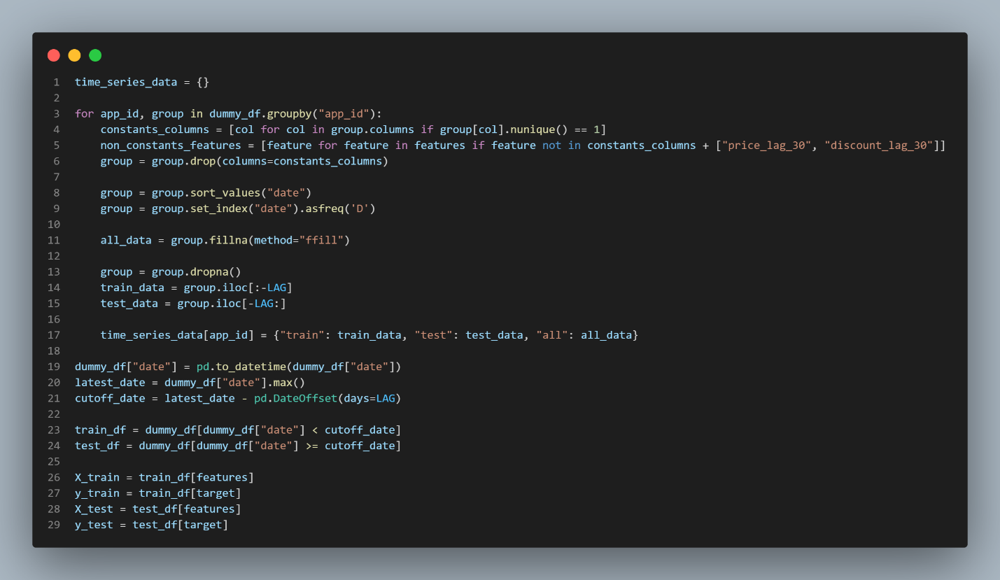 1 time_series_data = {}
2
3 for app_id, group in dummy_df.groupby("app_id"):
4     constants_columns = [col for col in group.columns if group[col].nunique() == 1]
5     non_constants_features = [feature for feature in features if feature not in constants_columns + ["price_lag_30", "discount_lag_30"]]
6     group = group.drop(columns=constants_columns)
7
8     group = group.sort_values("date")
9     group = group.set_index("date").asfreq('D')
10
11     all_data = group.fillna(method="ffill")
12
13     group = group.dropna()
14     train_data = group.iloc[:-LAG]
15     test_data = group.iloc[-LAG:]
16
17     time_series_data[app_id] = {"train": train_data, "test": test_data, "all": all_data}
18
19 dummy_df["date"] = pd.to_datetime(dummy_df["date"])
20 latest_date = dummy_df["date"].max()
21 cutoff_date = latest_date - pd.DateOffset(days=LAG)
22
23 train_df = dummy_df[dummy_df["date"] < cutoff_date]
24 test_df = dummy_df[dummy_df["date"] >= cutoff_date]
25
26 X_train = train_df[features]
27 y_train = train_df[target]
28 X_test = test_df[features]
29 y_test = test_df[target]